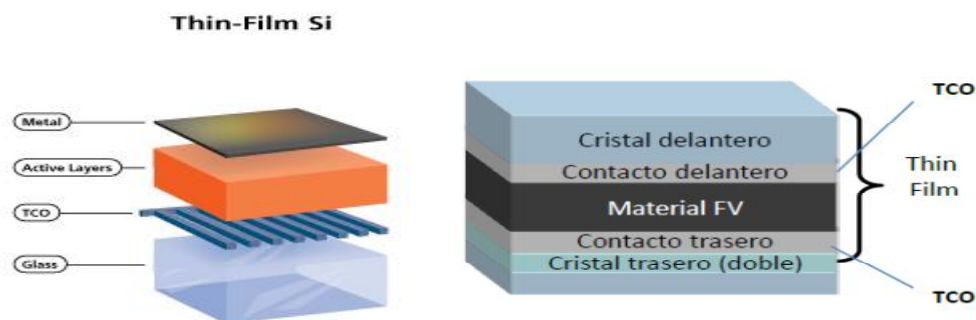 Thin-Film Si
Metal
Active Layers
TCO
Glass
TCO
Cristal delantero
Contacto delantero
Material FV
Contacto trasero
Cristal trasero (doble)
Thin
Film
TCO